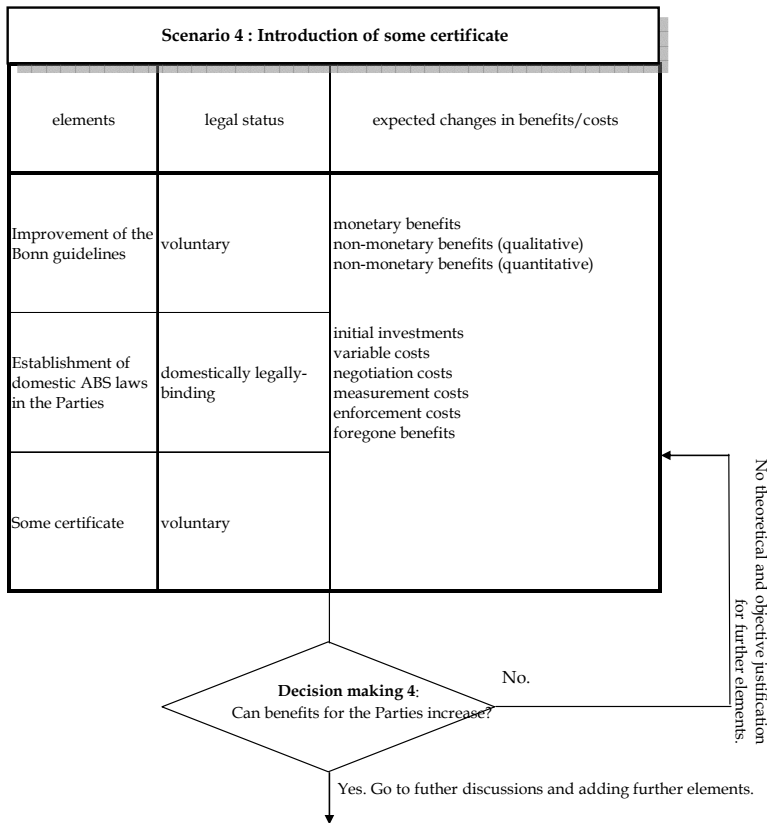 Scenario 4 : Introduction of some certificate
elements
legal status
expected changes in benefits/costs
Improvement of the
Bonn guidelines
voluntary
monetary benefits
non-monetary benefits (qualitative)
non-monetary benefits (quantitative)
Establishment of
domestic ABS laws
in the Parties
domestically legally-
binding
initial investments
variable costs
negotiation costs
measurement costs
enforcement costs
foregone benefits
Some certificate
voluntary
No theoretical and objective justification
for further elements.
Decision making 4:
Can benefits for the Parties increase?
No.
Yes. Go to futher discussions and adding further elements.